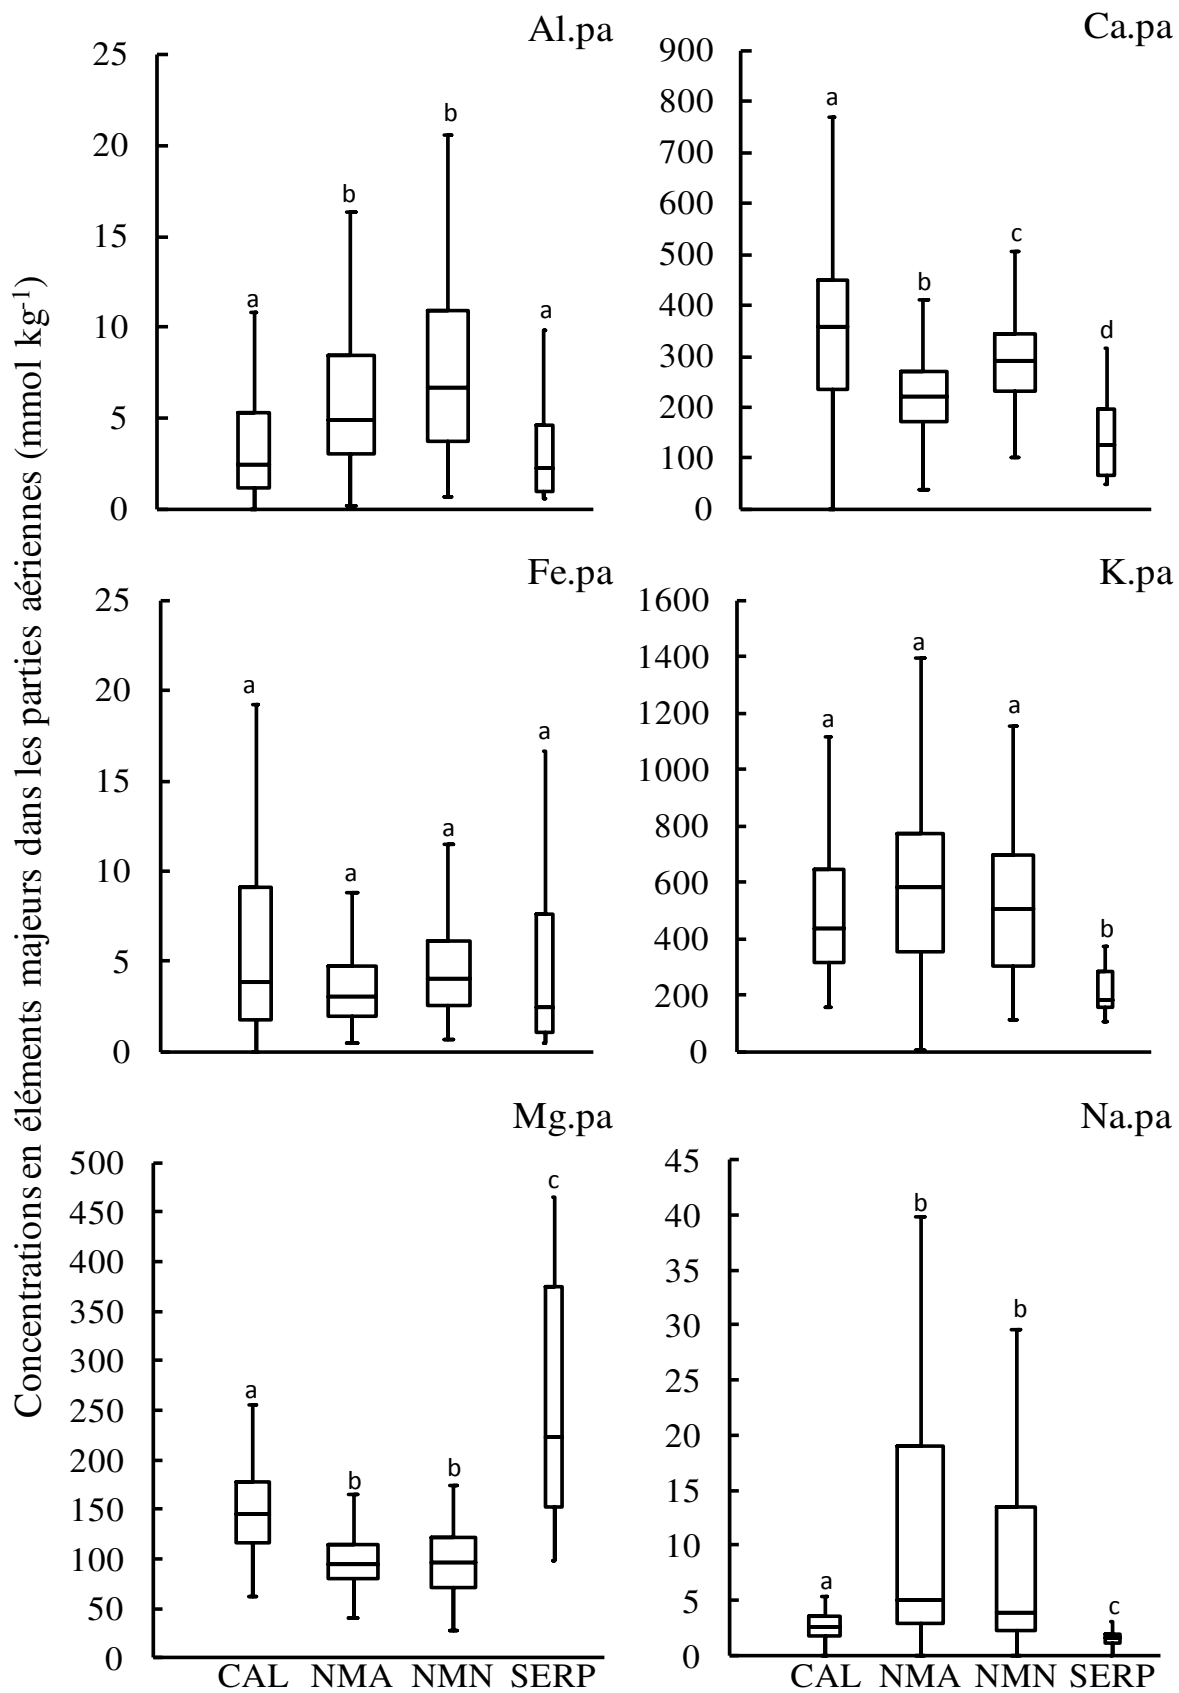 Concentrations en éléments majeurs dans les parties aériennes (mmol kg-1)
Al.pa
25
20
15
10
5
0
a
b
b
a
Ca.pa
900
800
700
600
500
400
300
200
100
0
a
b
c
d
Fe.pa
25
20
15
10
5
0
a
a
a
a
K.pa
1600
1400
1200
1000
800
600
400
200
0
a
a
a
b
Mg.pa
500
450
400
350
300
250
200
150
100
50
0
a
b
b
c
CAL NMA NMN SERP
Na.pa
45
40
35
30
25
20
15
10
5
0
a
b
b
c
CAL NMA NMN SERP